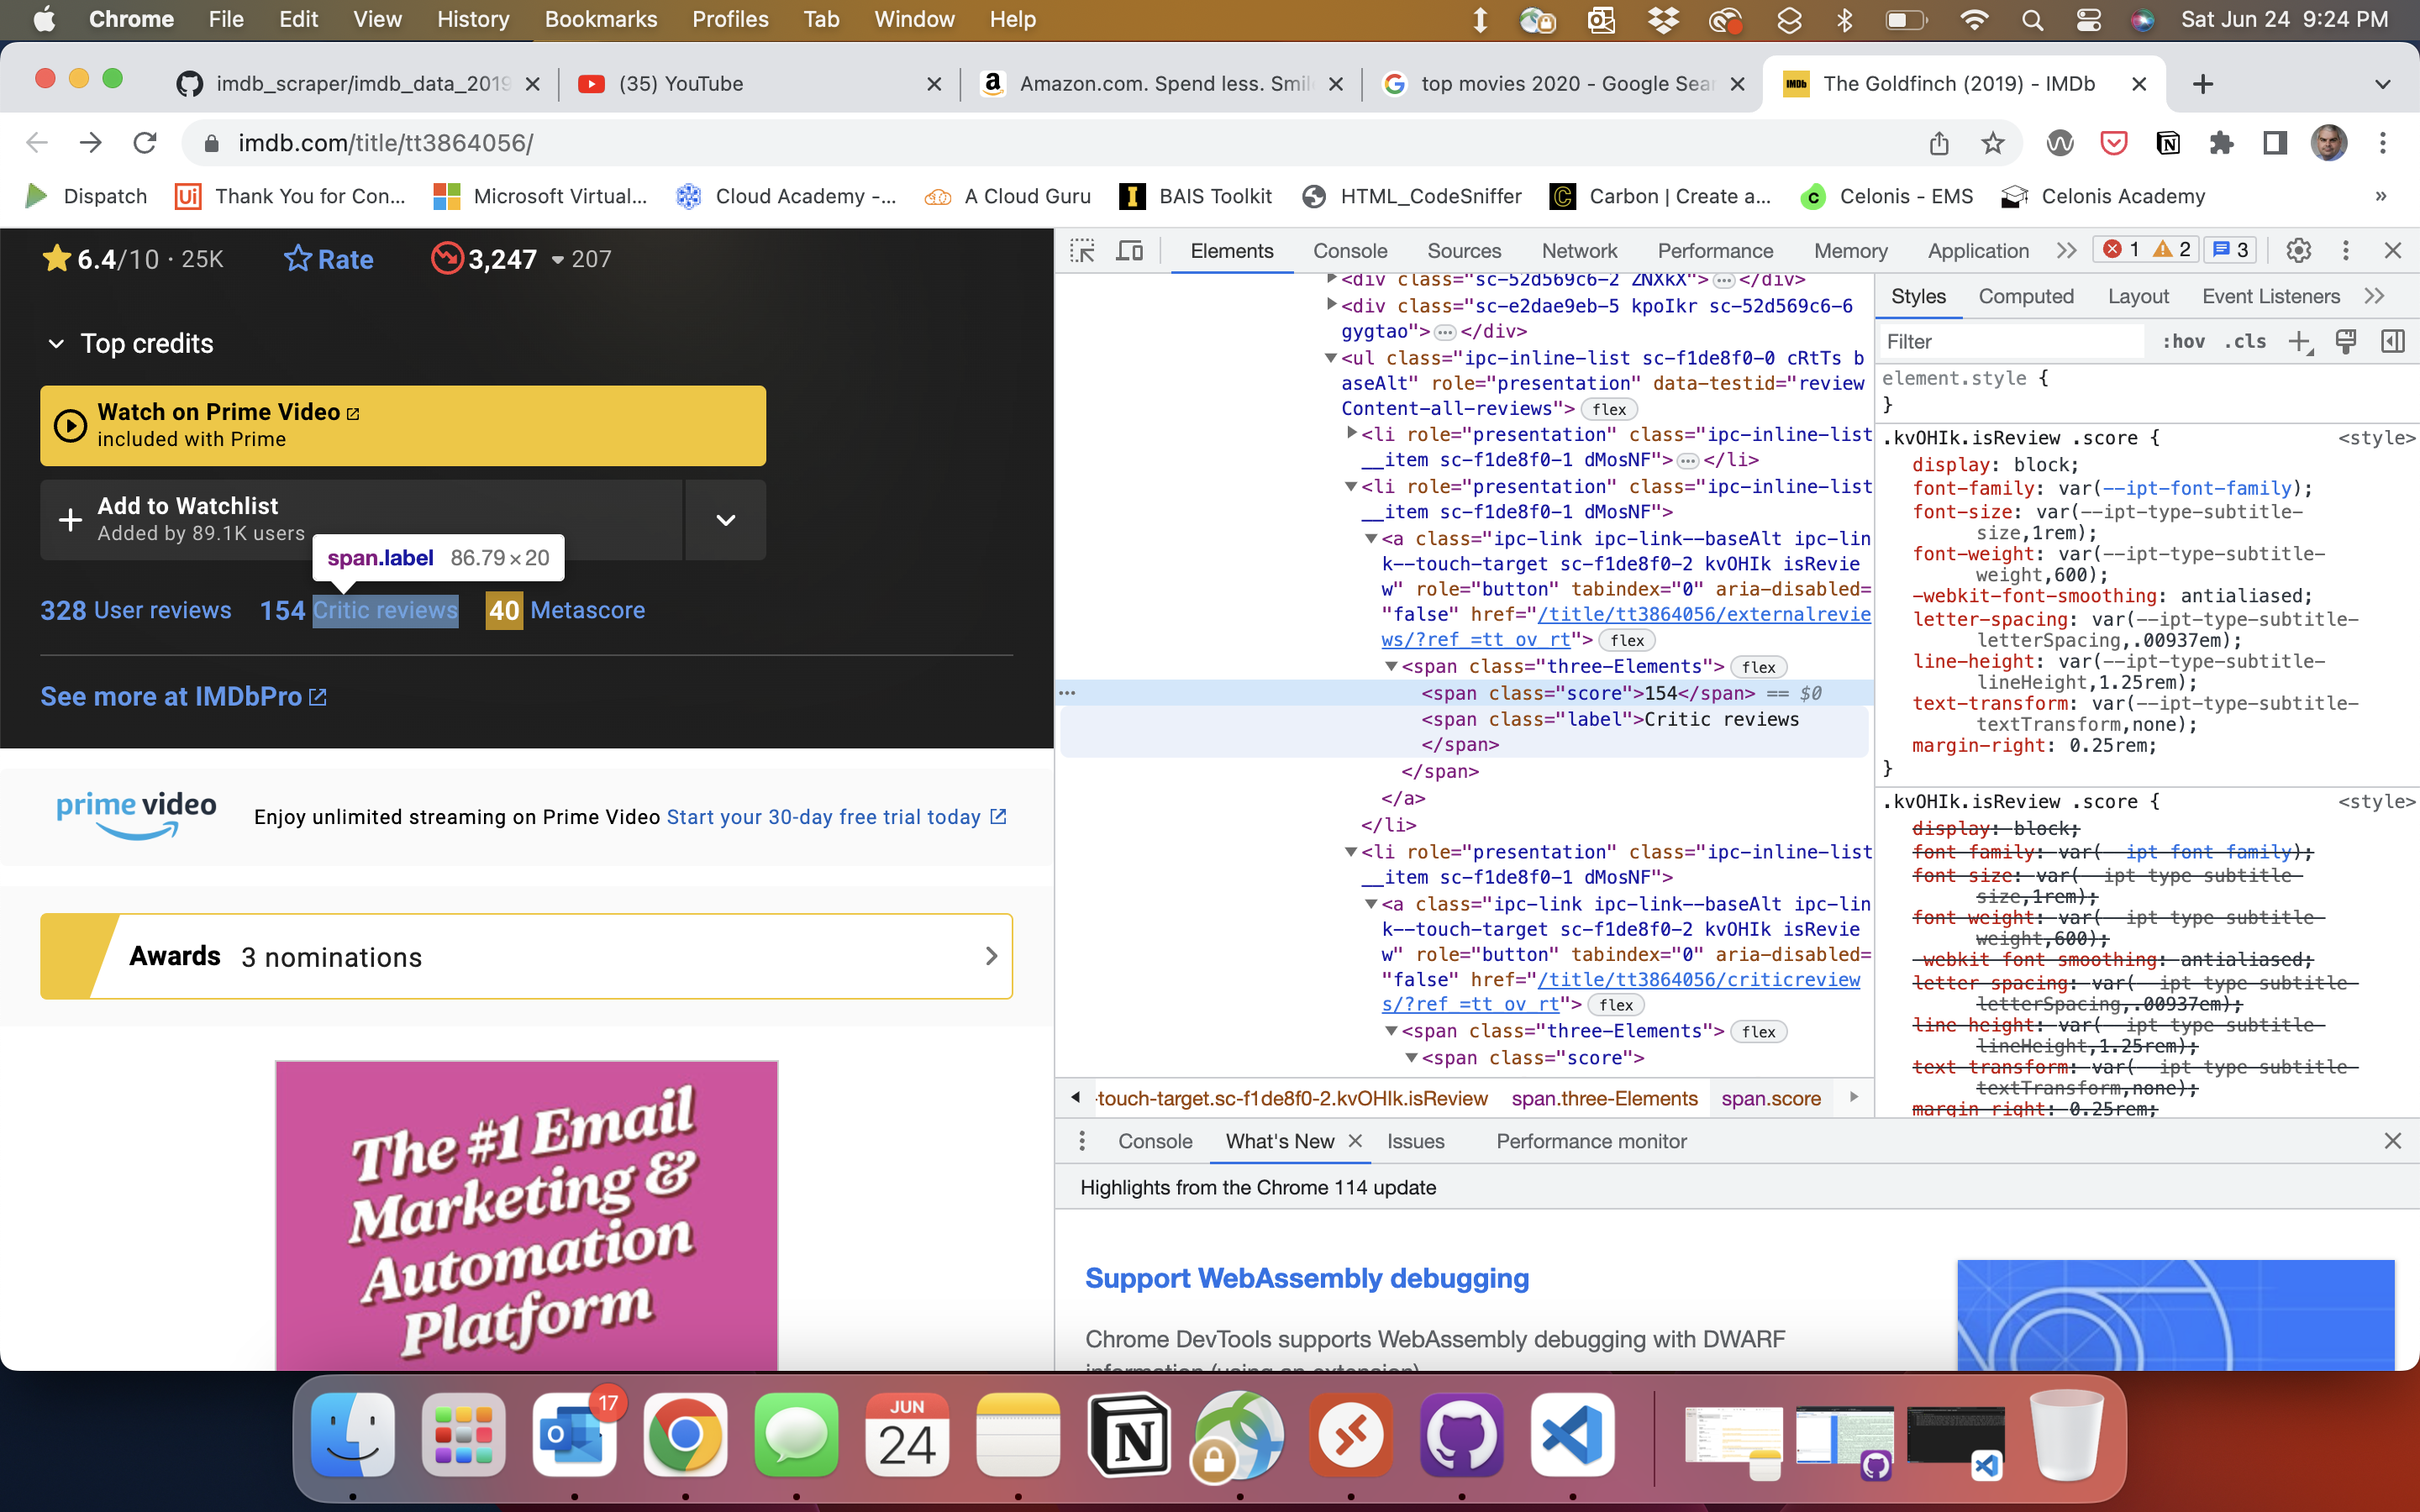 Chrome File Edit View History Bookmarks Profiles Tab Window Help Sat Jun 24 9:24 PM
imdb_scraper/imdb_data_2019
(35) YouTube
Amazon.com. Spend less. Smil
top movies 2020 - Google Sear
IMDb The Goldfinch (2019) - IMDb
imdb.com/title/tt3864056/
Dispatch
Ui Thank You for Con...
Microsoft Virtual...
Cloud Academy -...
A Cloud Guru
BAIS Toolkit
HTML_CodeSniffer
Carbon | Create a...
Celonis - EMS
Celonis Academy
»
6.4/10 · 25K
Rate
3,247 207
Top credits
Watch on Prime Video
included with Prime
Add to Watchlist
Added by 89.1K users
span.label 86.79 × 20
328 User reviews 154 Critic reviews 40 Metascore
See more at IMDbPro
prime video
Enjoy unlimited streaming on Prime Video Start your 30-day free trial today
Awards 3 nominations
The #1 Email
Marketing &
Automation
Platform
Elements Console Sources Network Performance Memory Application 1 2 3
<div class="sc-52d569c6-2 ZNXkX">…</div>
<div class="sc-e2dae9eb-5 kpoIkr sc-52d569c6-6
gygtao">…</div>
<ul class="ipc-inline-list sc-f1de8f0-0 cRtTs b
aseAlt" role="presentation" data-testid="review
Content-all-reviews"> flex
<li role="presentation" class="ipc-inline-list
__item sc-f1de8f0-1 dMosNF">…</li>
<li role="presentation" class="ipc-inline-list
__item sc-f1de8f0-1 dMosNF">
<a class="ipc-link ipc-link--baseAlt ipc-lin
k--touch-target sc-f1de8f0-2 kvOHIk isRevie
w" role="button" tabindex="0" aria-disabled=
"false" href="/title/tt3864056/externalrevie
ws/?ref_=tt_ov_rt"> flex
<span class="three-Elements"> flex
<span class="score">154</span> == $0
<span class="label">Critic reviews
</span>
</span>
</a>
</li>
<li role="presentation" class="ipc-inline-list
__item sc-f1de8f0-1 dMosNF">
<a class="ipc-link ipc-link--baseAlt ipc-lin
k--touch-target sc-f1de8f0-2 kvOHIk isRevie
w" role="button" tabindex="0" aria-disabled=
"false" href="/title/tt3864056/criticreview
s/?ref_=tt_ov_rt"> flex
<span class="three-Elements"> flex
<span class="score">
-touch-target.sc-f1de8f0-2.kvOHIk.isReview span.three-Elements span.score
Styles Computed Layout Event Listeners
Filter :hov .cls
element.style {
}
.kvOHIk.isReview .score { <style>
display: block;
font-family: var(--ipt-font-family);
font-size: var(--ipt-type-subtitle-
size,1rem);
font-weight: var(--ipt-type-subtitle-
weight,600);
-webkit-font-smoothing: antialiased;
letter-spacing: var(--ipt-type-subtitle-
letterSpacing,.00937em);
line-height: var(--ipt-type-subtitle-
lineHeight,1.25rem);
text-transform: var(--ipt-type-subtitle-
textTransform,none);
margin-right: 0.25rem;
}
.kvOHIk.isReview .score { <style>
display: block;
font-family: var(--ipt-font-family);
font-size: var(--ipt-type-subtitle-
size,1rem);
font-weight: var(--ipt-type-subtitle-
weight,600);
-webkit-font-smoothing: antialiased;
letter-spacing: var(--ipt-type-subtitle-
letterSpacing,.00937em);
line-height: var(--ipt-type-subtitle-
lineHeight,1.25rem);
text-transform: var(--ipt-type-subtitle-
textTransform,none);
margin-right: 0.25rem;
Console What's New Issues Performance monitor
Highlights from the Chrome 114 update
Support WebAssembly debugging
Chrome DevTools supports WebAssembly debugging with DWARF
information (using an extension)
17
JUN
24